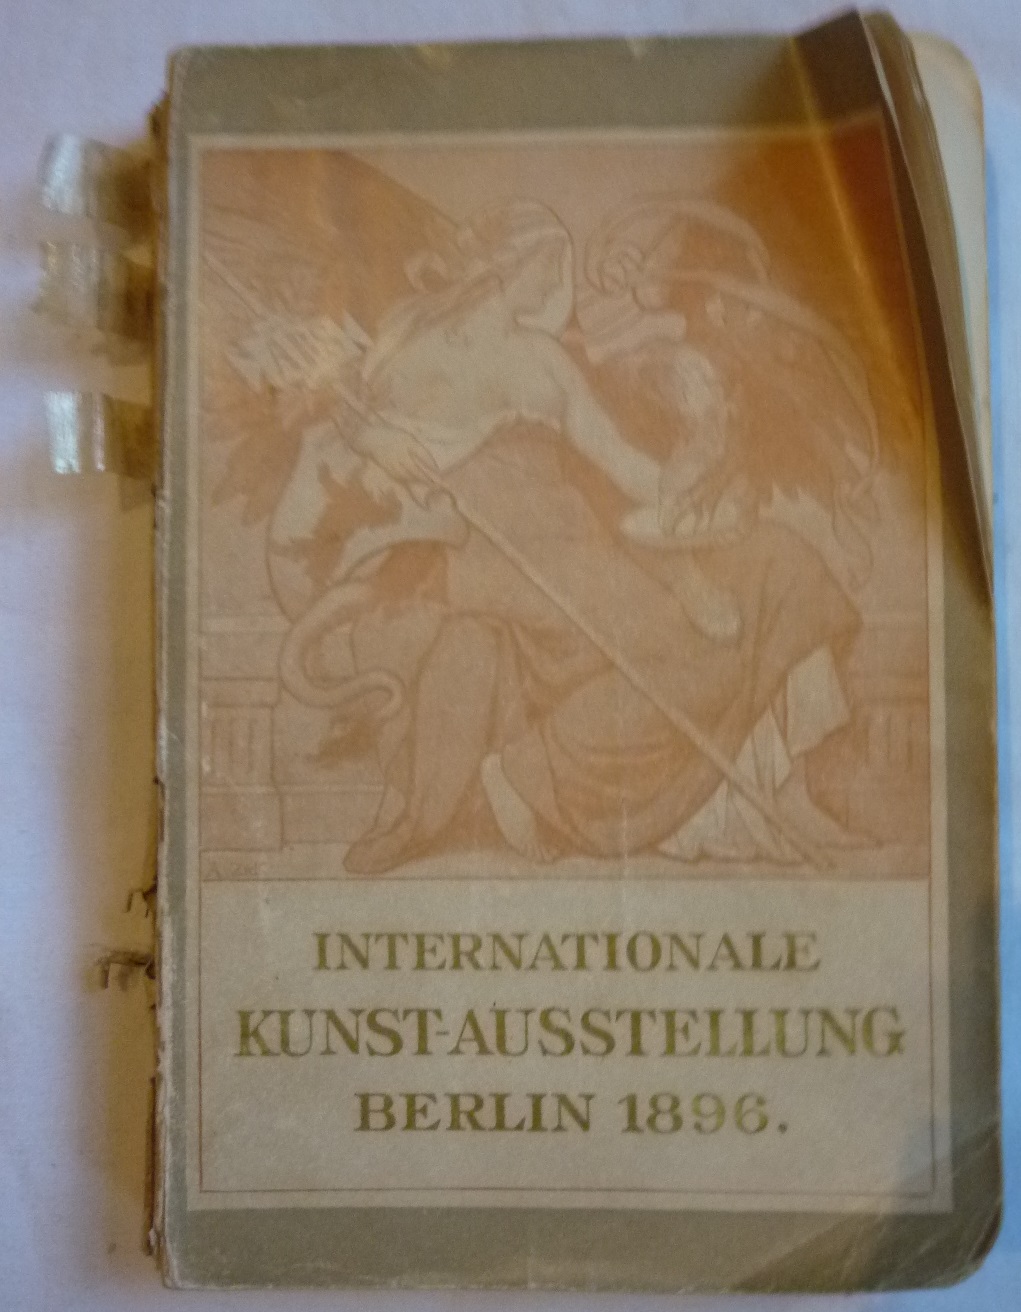 INTERNATIONALE
KUNST-AUSSTELLUNG
BERLIN 1896.